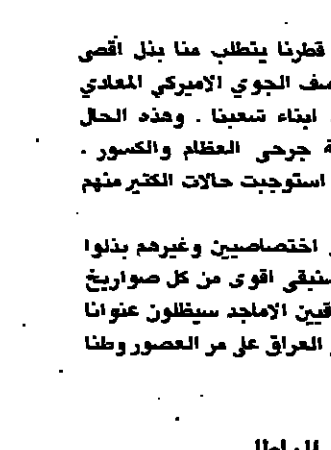 قطرنا يتطلب منا بذل اقصى
صف الجوي الاميركي المعادي
ابناء شعبنا . وهذه الحال
ة جرحى العظام والكسور .
استوجبت حالات الكثير منهم
اختصاصيين وغيرهم بذلوا
سنبقى اقوى من كل صواريخ
قيين الاماجد سيظلون عنوانا
العراق على مر العصور وطنا